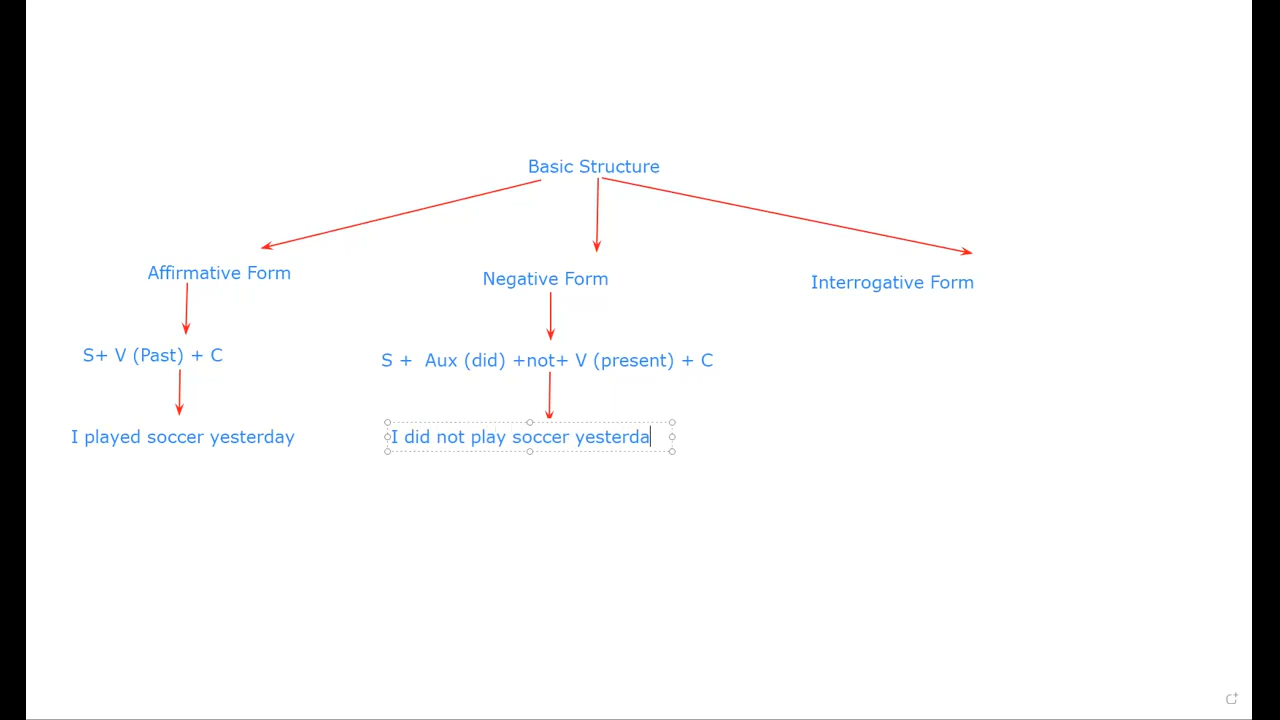 Basic Structure
Affirmative Form
Negative Form
Interrogative Form
S+ V (Past) + C
S +  Aux (did) +not+ V (present) + C
I played soccer yesterday
I did not play soccer yesterda